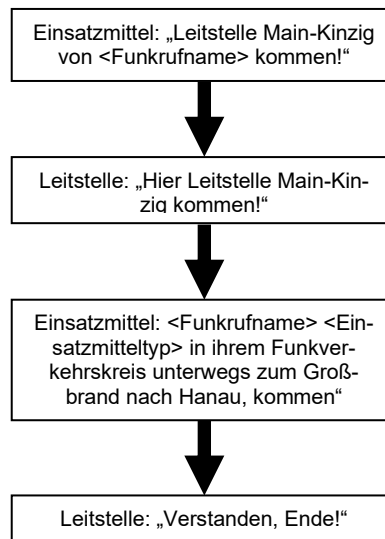 Einsatzmittel: „Leitstelle Main-Kinzig
von <Funkrufname> kommen!“
Leitstelle: „Hier Leitstelle Main-Kin-
zig kommen!“
Einsatzmittel: <Funkrufname> <Ein-
satzmitteltyp> in ihrem Funkver-
kehrskreis unterwegs zum Groß-
brand nach Hanau, kommen“
Leitstelle: „Verstanden, Ende!“